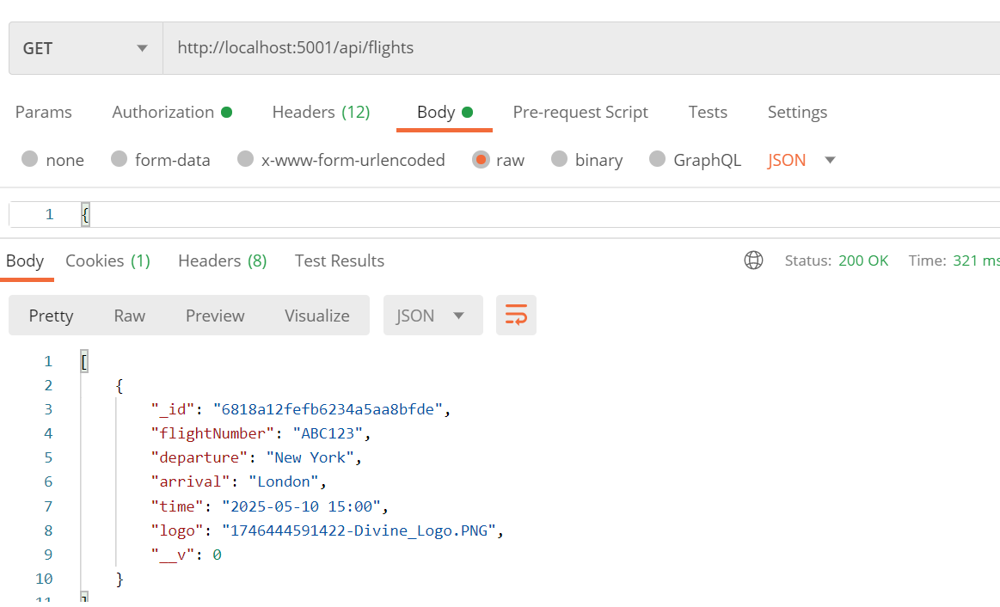 GET http://localhost:5001/api/flights
Params Authorization Headers (12) Body Pre-request Script Tests Settings
none form-data x-www-form-urlencoded raw binary GraphQL JSON
1 {
Body Cookies (1) Headers (8) Test Results Status: 200 OK Time: 321 ms
Pretty Raw Preview Visualize JSON
1 [
2 {
3 "_id": "6818a12fefb6234a5aa8bfde",
4 "flightNumber": "ABC123",
5 "departure": "New York",
6 "arrival": "London",
7 "time": "2025-05-10 15:00",
8 "logo": "1746444591422-Divine_Logo.PNG",
9 "__v": 0
10 }
11 ]